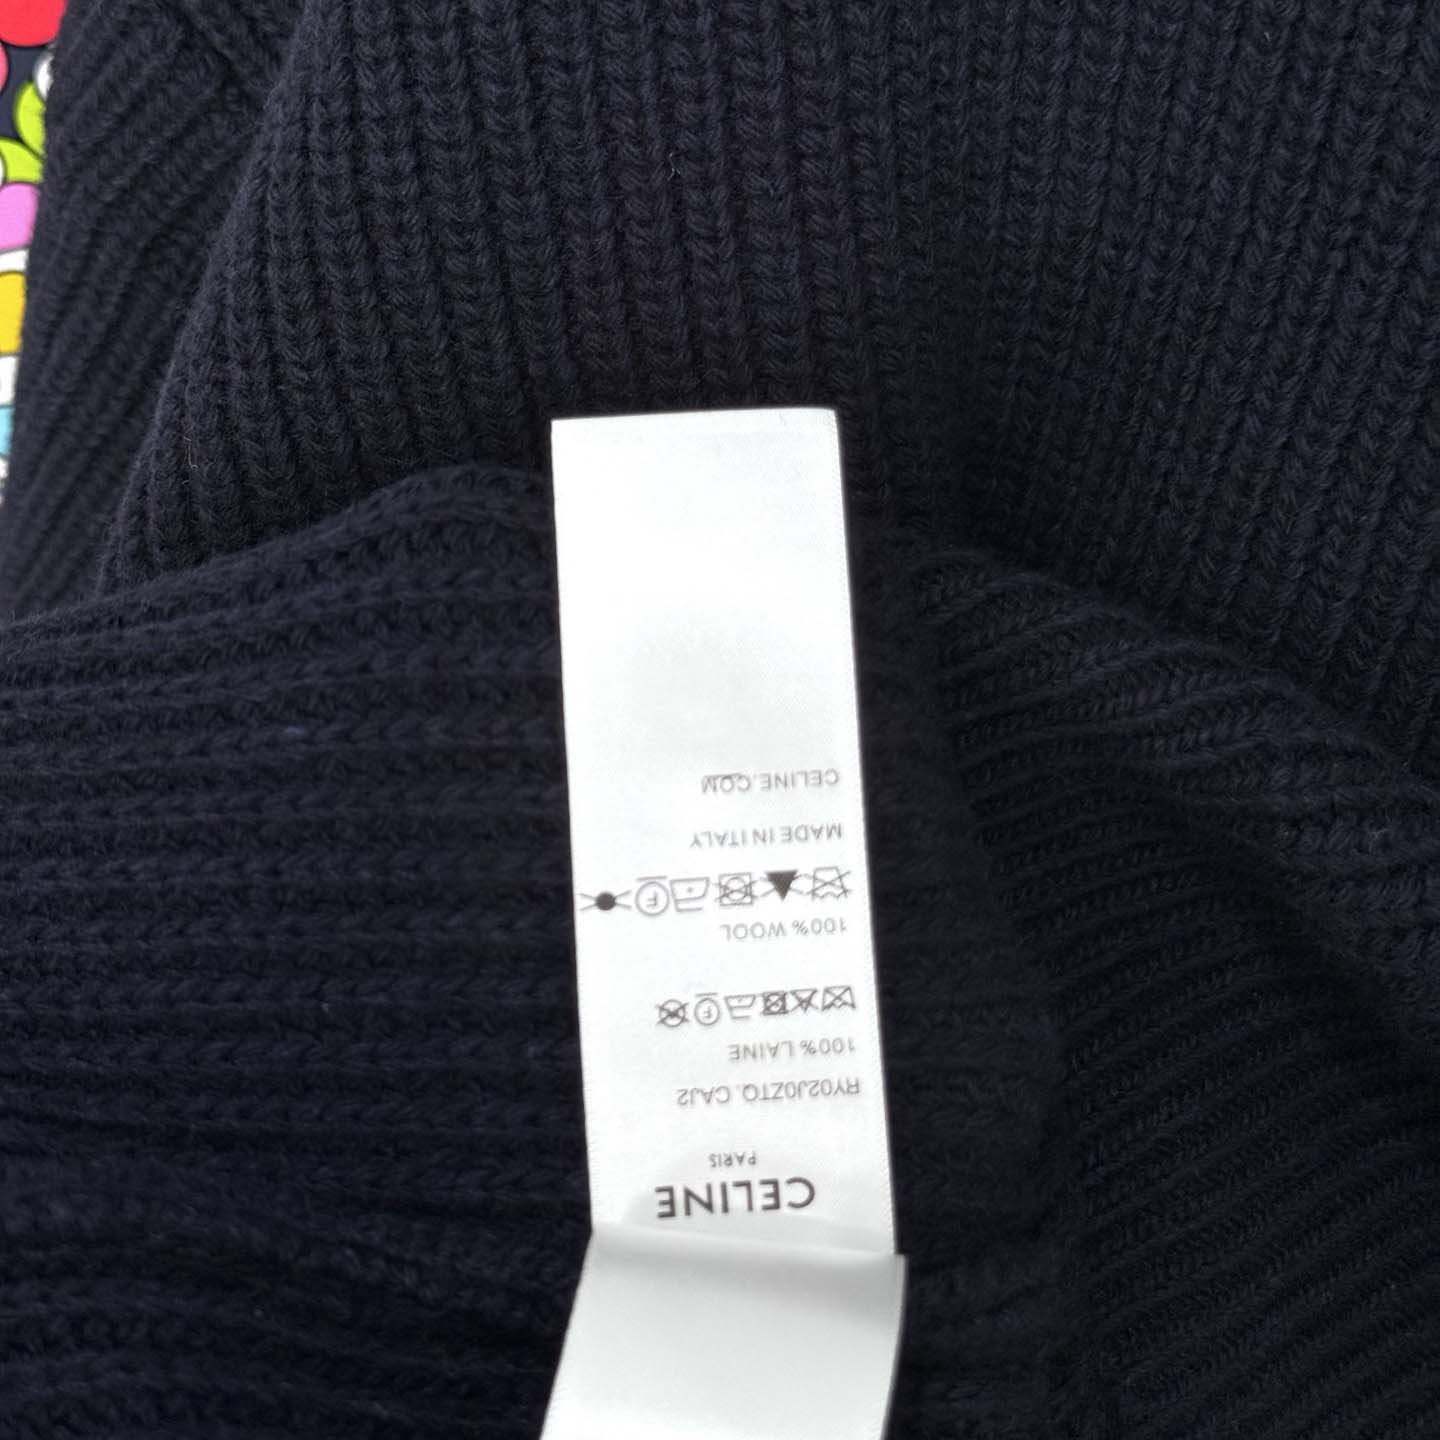 CELINE
PARIS
RY02J0ZTQ. CAJ2
100% LAINE
100% WOOL
MADE IN ITALY
CELINE.COM